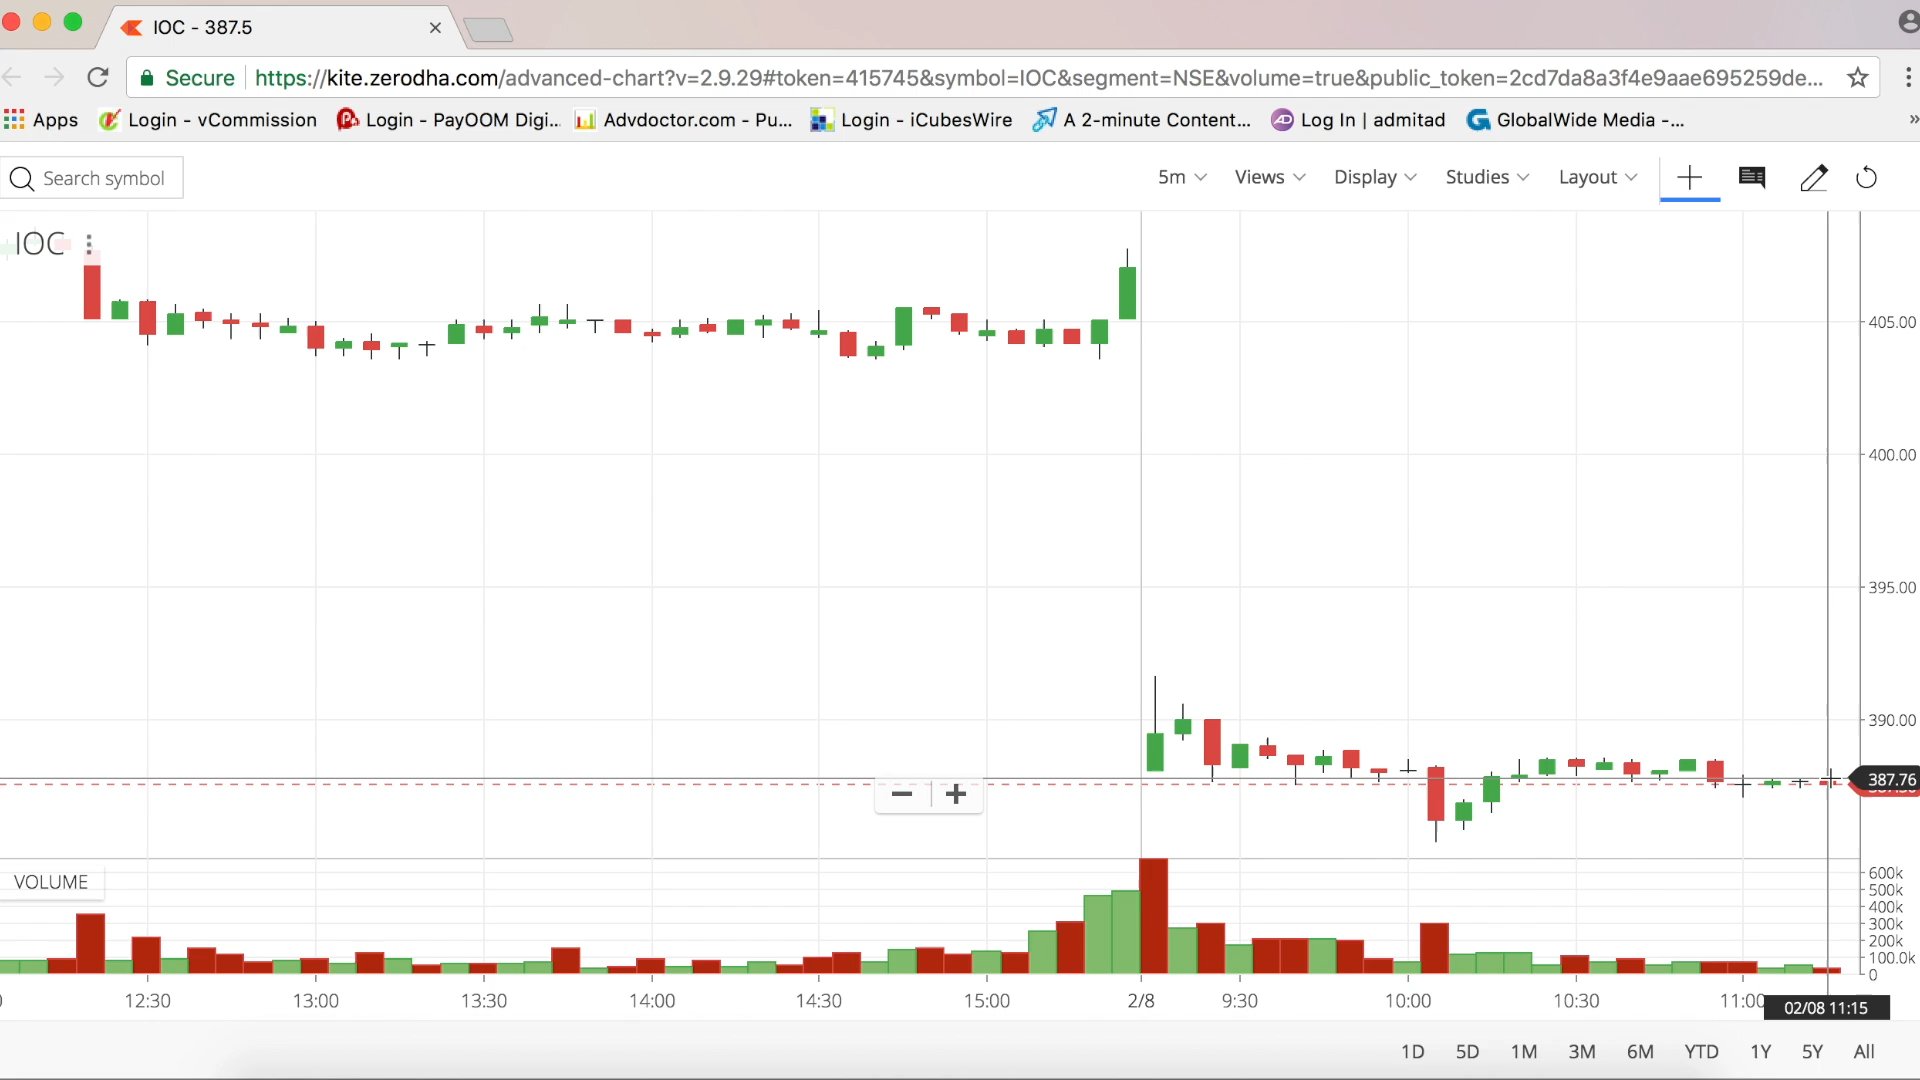 IOC - 387.5
Secure https://kite.zerodha.com/advanced-chart?v=2.9.29#token=415745&symbol=IOC&segment=NSE&volume=true&public_token=2cd7da8a3f4e9aae695259de...
Apps Login - vCommission Login - PayOOM Digi... Advdoctor.com - Pu... Login - iCubesWire A 2-minute Content... Log In | admitad GlobalWide Media -...
Search symbol 5m Views Display Studies Layout
IOC
405.00
400.00
395.00
390.00
387.76
VOLUME
600k
500k
400k
300k
200k
100.0k
0
12:30 13:00 13:30 14:00 14:30 15:00 2/8 9:30 10:00 10:30 11:00
02/08 11:15
1D 5D 1M 3M 6M YTD 1Y 5Y All